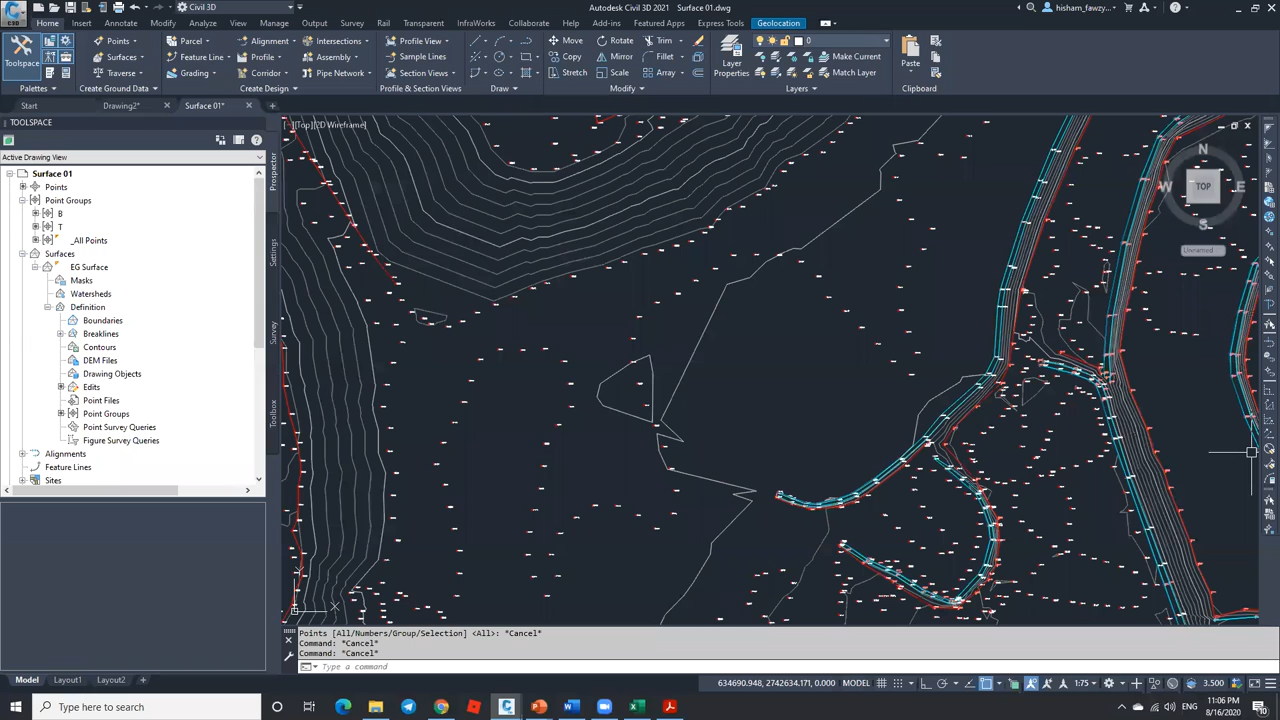 Civil 3D
Autodesk Civil 3D 2021 Surface 01.dwg
hisham_fawzy...
C3D
Home Insert Annotate Modify Analyze View Manage Output Survey Rail Transparent InfraWorks Collaborate Help Add-ins Featured Apps Express Tools Geolocation
Toolspace
Palettes
Points
Surfaces
Traverse
Create Ground Data
Parcel
Feature Line
Grading
Alignment
Profile
Corridor
Intersections
Assembly
Pipe Network
Create Design
Profile View
Sample Lines
Section Views
Profile & Section Views
Draw
Move
Copy
Stretch
Rotate
Mirror
Scale
Trim
Fillet
Array
Modify
Layer
Properties
0
Make Current
Match Layer
Layers
Paste
Clipboard
Start Drawing2* Surface 01*
TOOLSPACE
Active Drawing View
Surface 01
Points
Point Groups
B
T
_All Points
Surfaces
EG Surface
Masks
Watersheds
Definition
Boundaries
Breaklines
Contours
DEM Files
Drawing Objects
Edits
Point Files
Point Groups
Point Survey Queries
Figure Survey Queries
Alignments
Feature Lines
Sites
Prospector
Settings
Survey
Toolbox
[-][Top][2D Wireframe]
N
W TOP E
S
Unnamed
Points [All/Numbers/Group/Selection] <All>: *Cancel*
Command: *Cancel*
Command: *Cancel*
Type a command
Model Layout1 Layout2
634690.948, 2742634.171, 0.000 MODEL 1:75 3.500
Type here to search
11:06 PM
8/16/2020